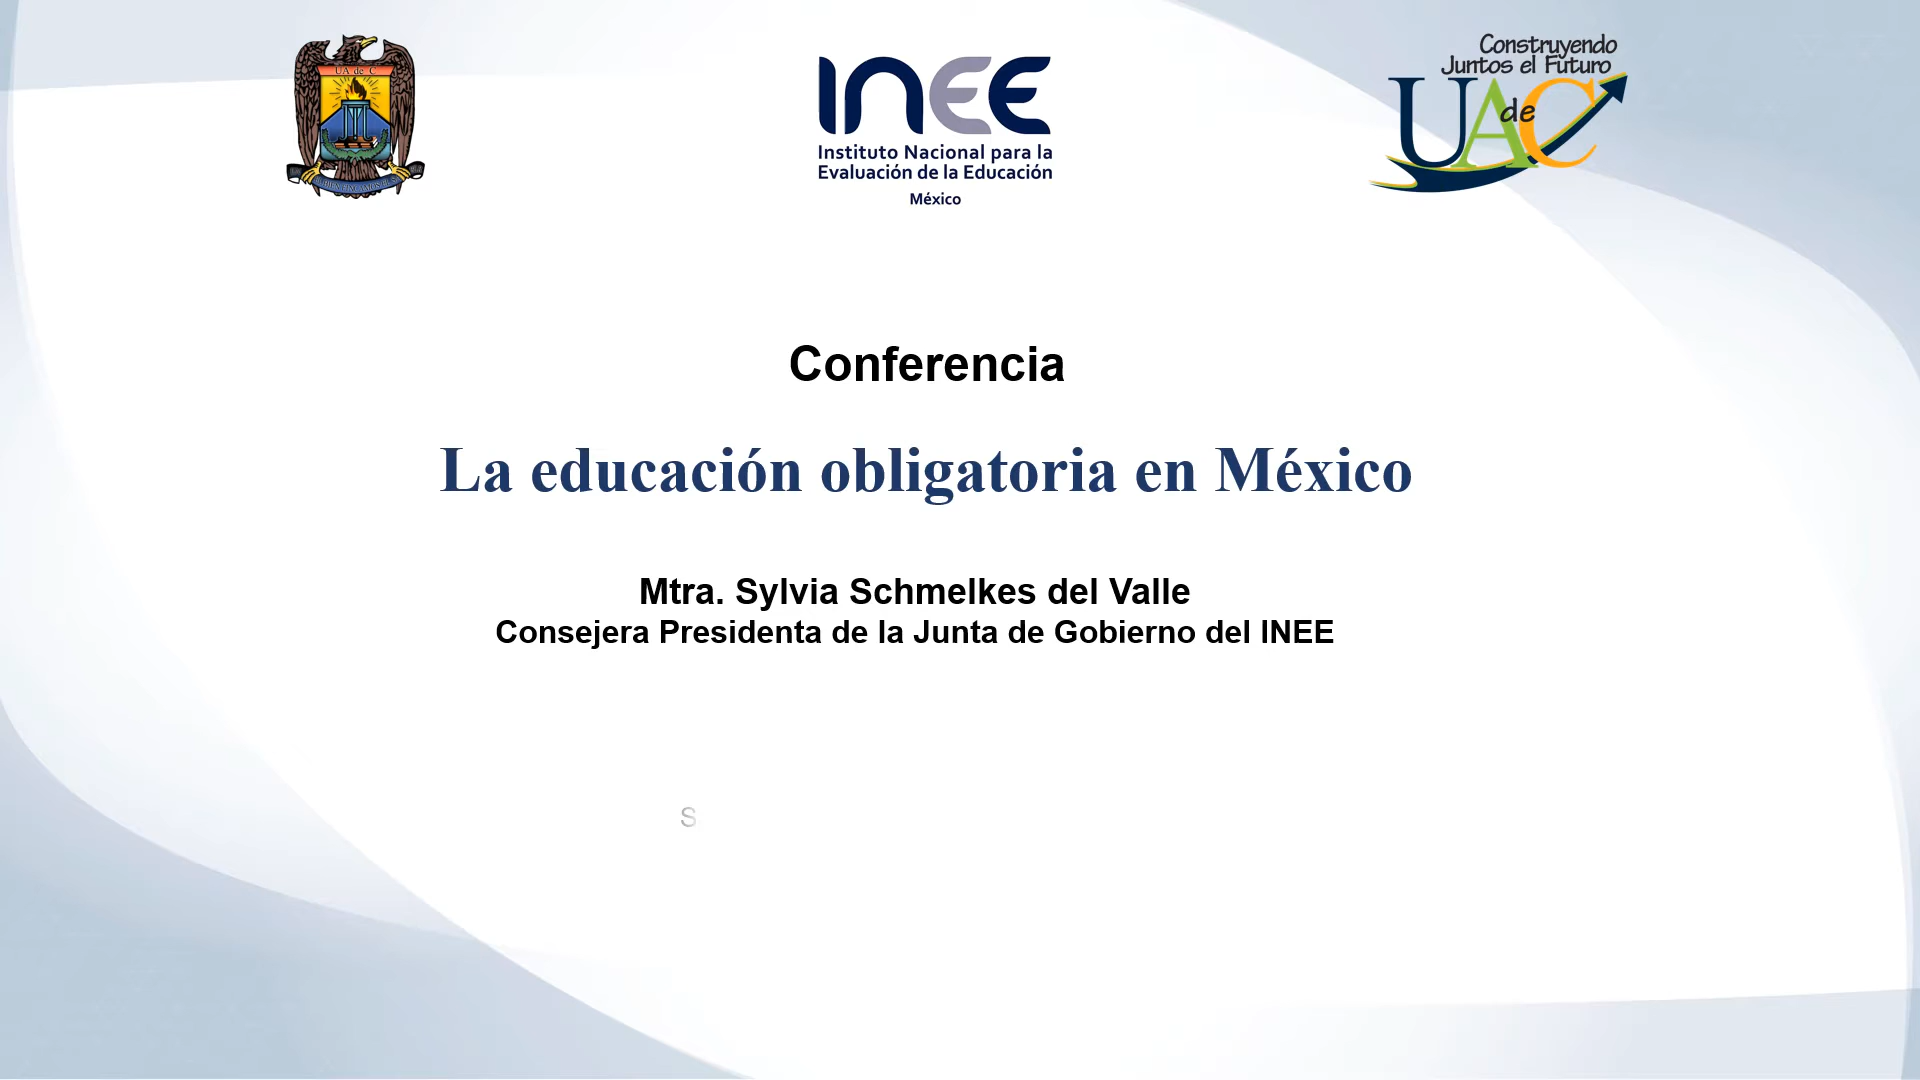 UA de C
INEE
Instituto Nacional para la
Evaluación de la Educación
México
Construyendo
Juntos el Futuro
UAdeC
Conferencia
La educación obligatoria en México
Mtra. Sylvia Schmelkes del Valle
Consejera Presidenta de la Junta de Gobierno del INEE
S